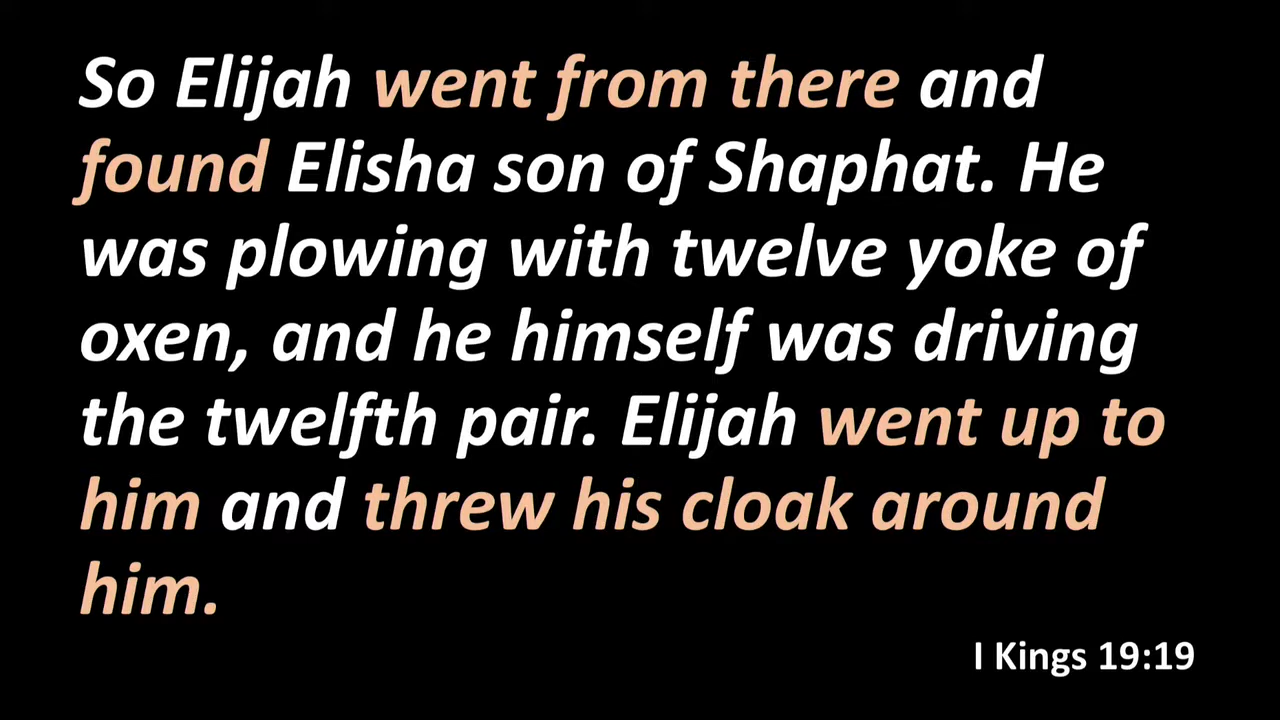 So Elijah went from there and
found Elisha son of Shaphat. He
was plowing with twelve yoke of
oxen, and he himself was driving
the twelfth pair. Elijah went up to
him and threw his cloak around
him.
I Kings 19:19